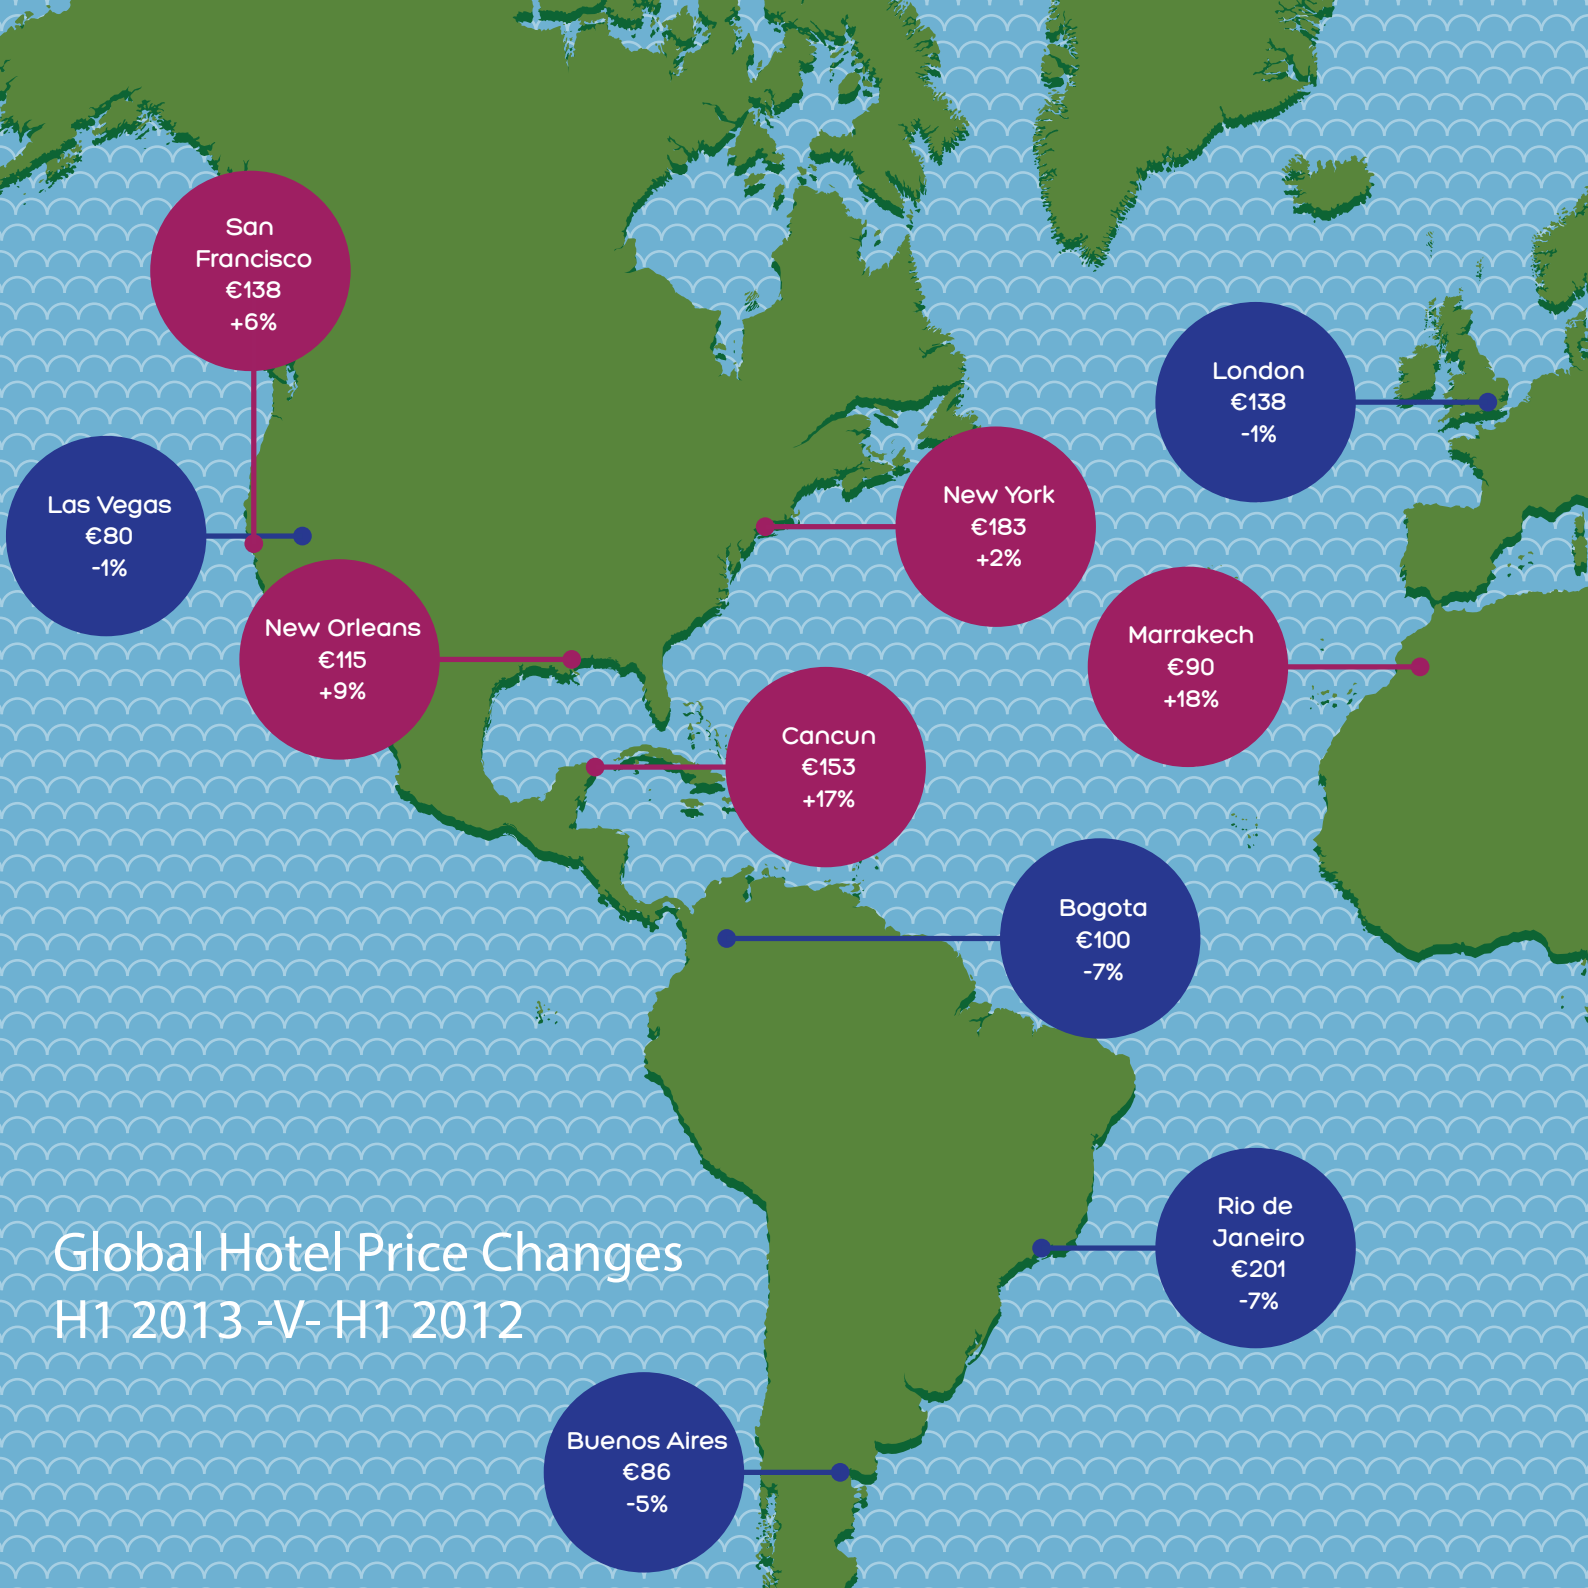 San
Francisco
€138
+6%
London
€138
-1%
Las Vegas
€80
-1%
New York
€183
+2%
New Orleans
€115
+9%
Marrakech
€90
+18%
Cancun
€153
+17%
Bogota
€100
-7%
Rio de
Janeiro
€201
-7%
Global Hotel Price Changes
H1 2013 -V- H1 2012
Buenos Aires
€86
-5%